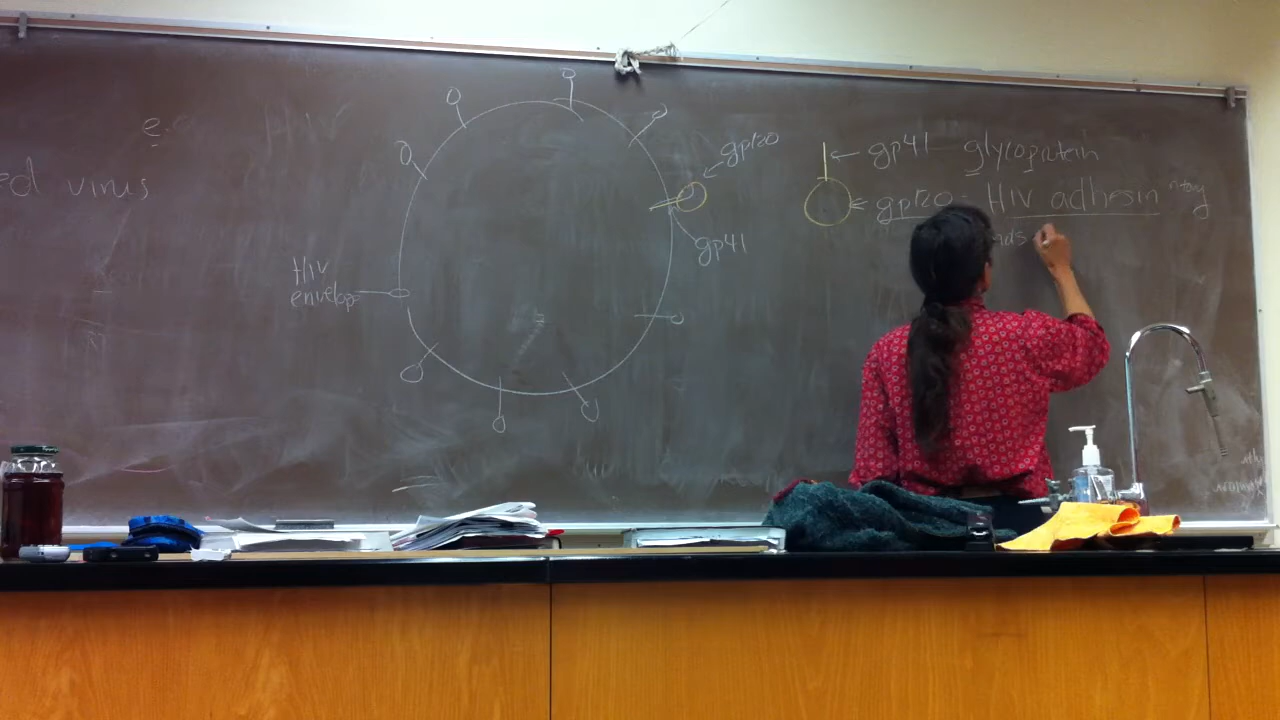 e.
ed virus
HIV
envelope
gp120
gp41
gp41 glycoprotein
gp120 - HIV adhesin